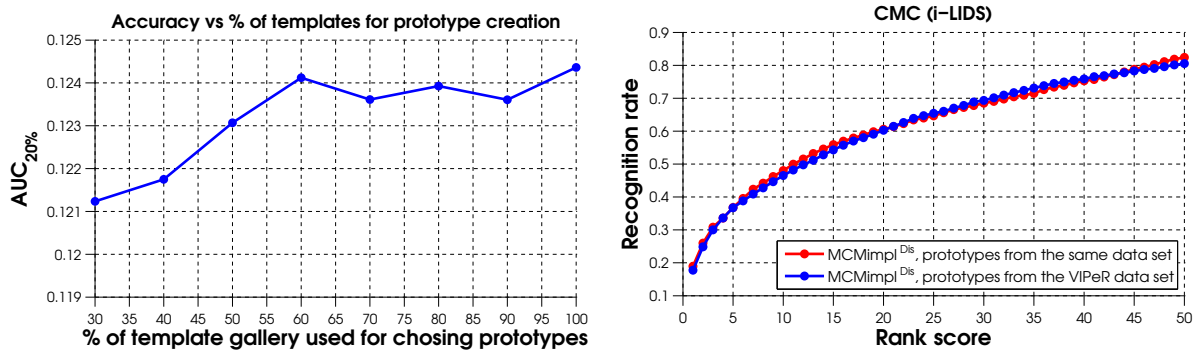 Accuracy vs % of templates for prototype creation
0.125
0.124
0.123
0.122
0.121
0.12
0.119
AUC20%
30 35 40 45 50 55 60 65 70 75 80 85 90 95 100
% of template gallery used for chosing prototypes
CMC (i−LIDS)
0.9
0.8
0.7
0.6
0.5
0.4
0.3
0.2
0.1
Recognition rate
MCMimpl Dis, prototypes from the same data set
MCMimpl Dis, prototypes from the VIPeR data set
0 5 10 15 20 25 30 35 40 45 50
Rank score